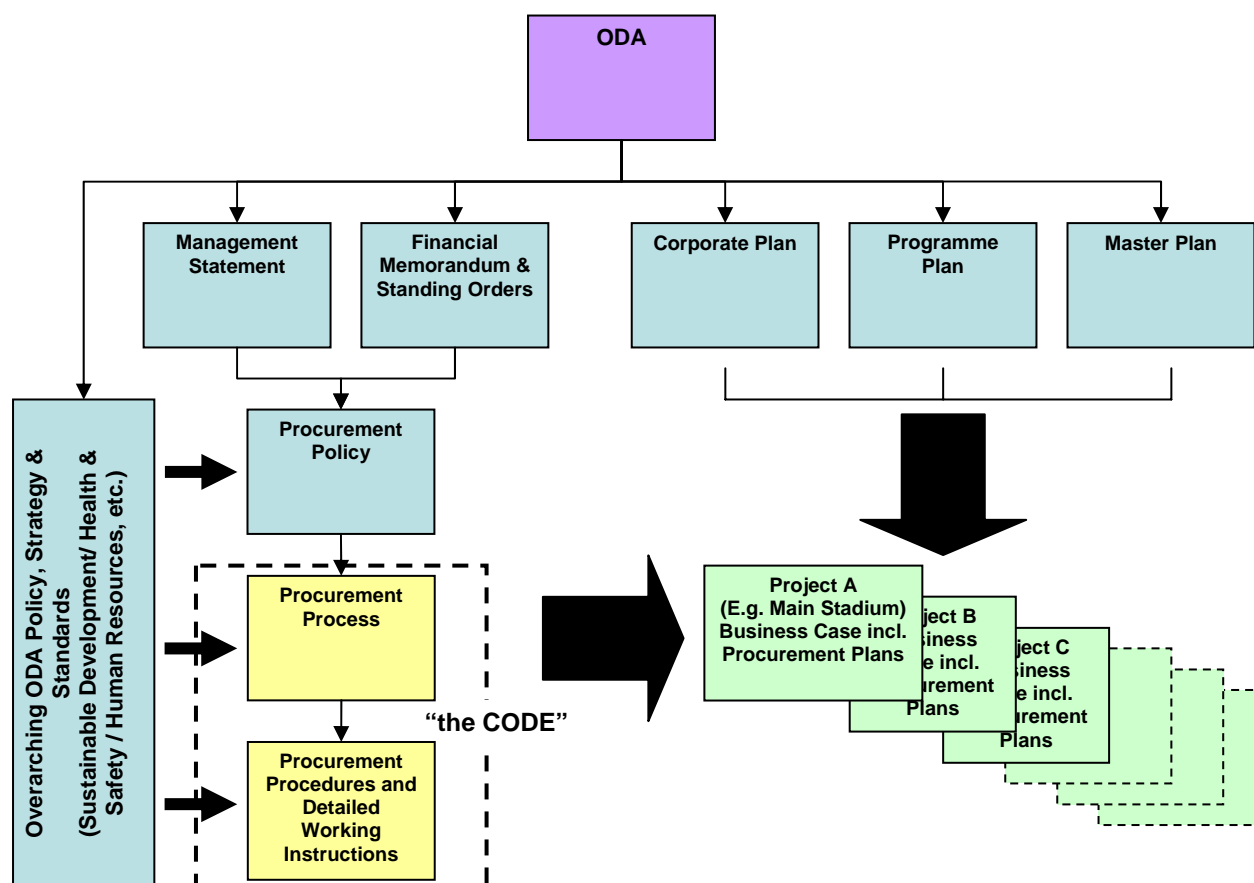 ODA
Management
Statement
Financial
Memorandum &
Standing Orders
Corporate Plan
Programme
Plan
Master Plan
Overarching ODA Policy, Strategy &
Standards
(Sustainable Development/ Health &
Safety / Human Resources, etc.)
Procurement
Policy
Procurement
Process
“the CODE”
Procurement
Procedures and
Detailed
Working
Instructions
Project A
(E.g. Main Stadium)
Business Case incl.
Procurement Plans
B
incl.
Plans
C
incl.
Plans